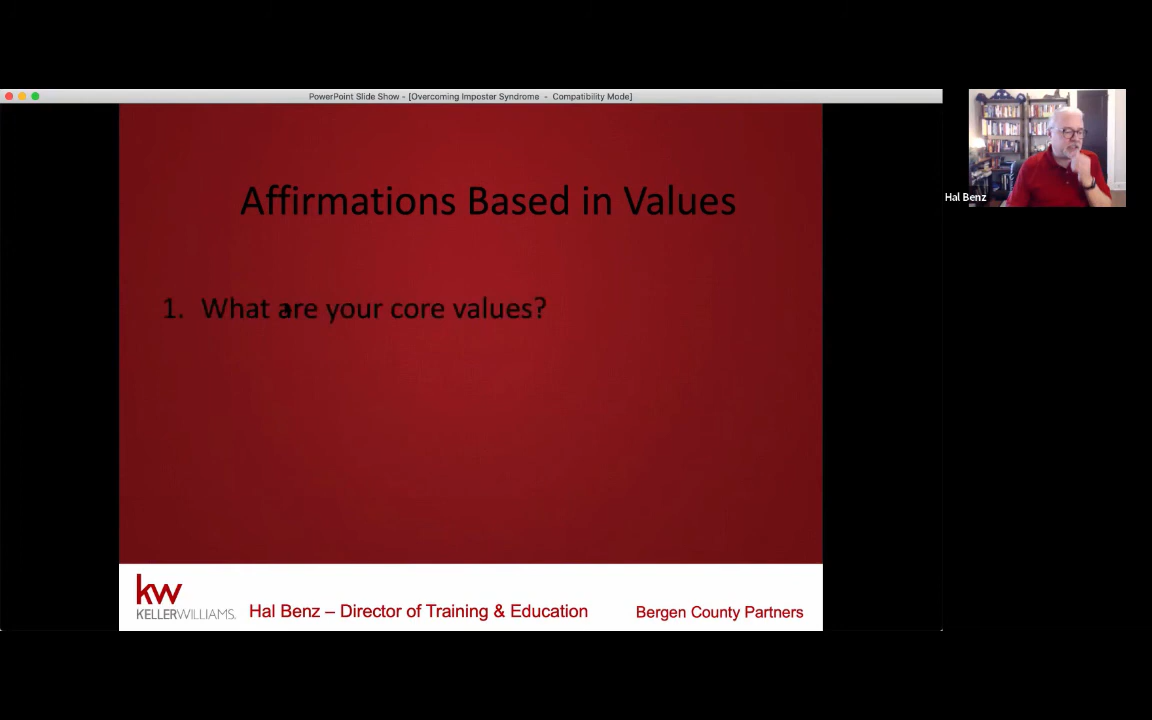 PowerPoint Slide Show - [Overcoming Imposter Syndrome - Compatibility Mode]
Affirmations Based in Values
1. What are your core values?
kw
KELLERWILLIAMS.
Hal Benz – Director of Training & Education
Bergen County Partners
Hal Benz